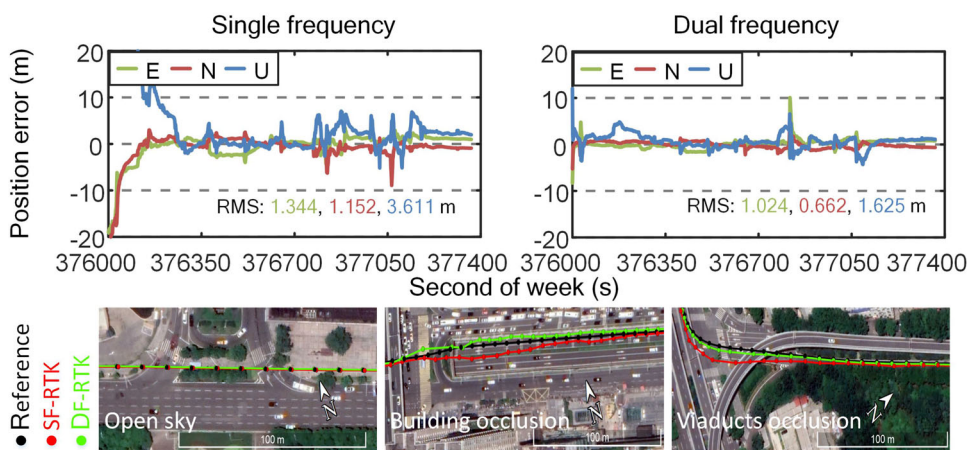 Single frequency
Dual frequency
Position error (m)
20
10
0
-10
-20
E N U
RMS: 1.344, 1.152, 3.611 m
376000 376350 376700 377050 377400
20
10
0
-10
-20
E N U
RMS: 1.024, 0.662, 1.625 m
376000 376350 376700 377050 377400
Second of week (s)
Reference
SF-RTK
DF-RTK
Open sky
N
100 m
Building occlusion
N
100 m
Viaducts occlusion
N
100 m